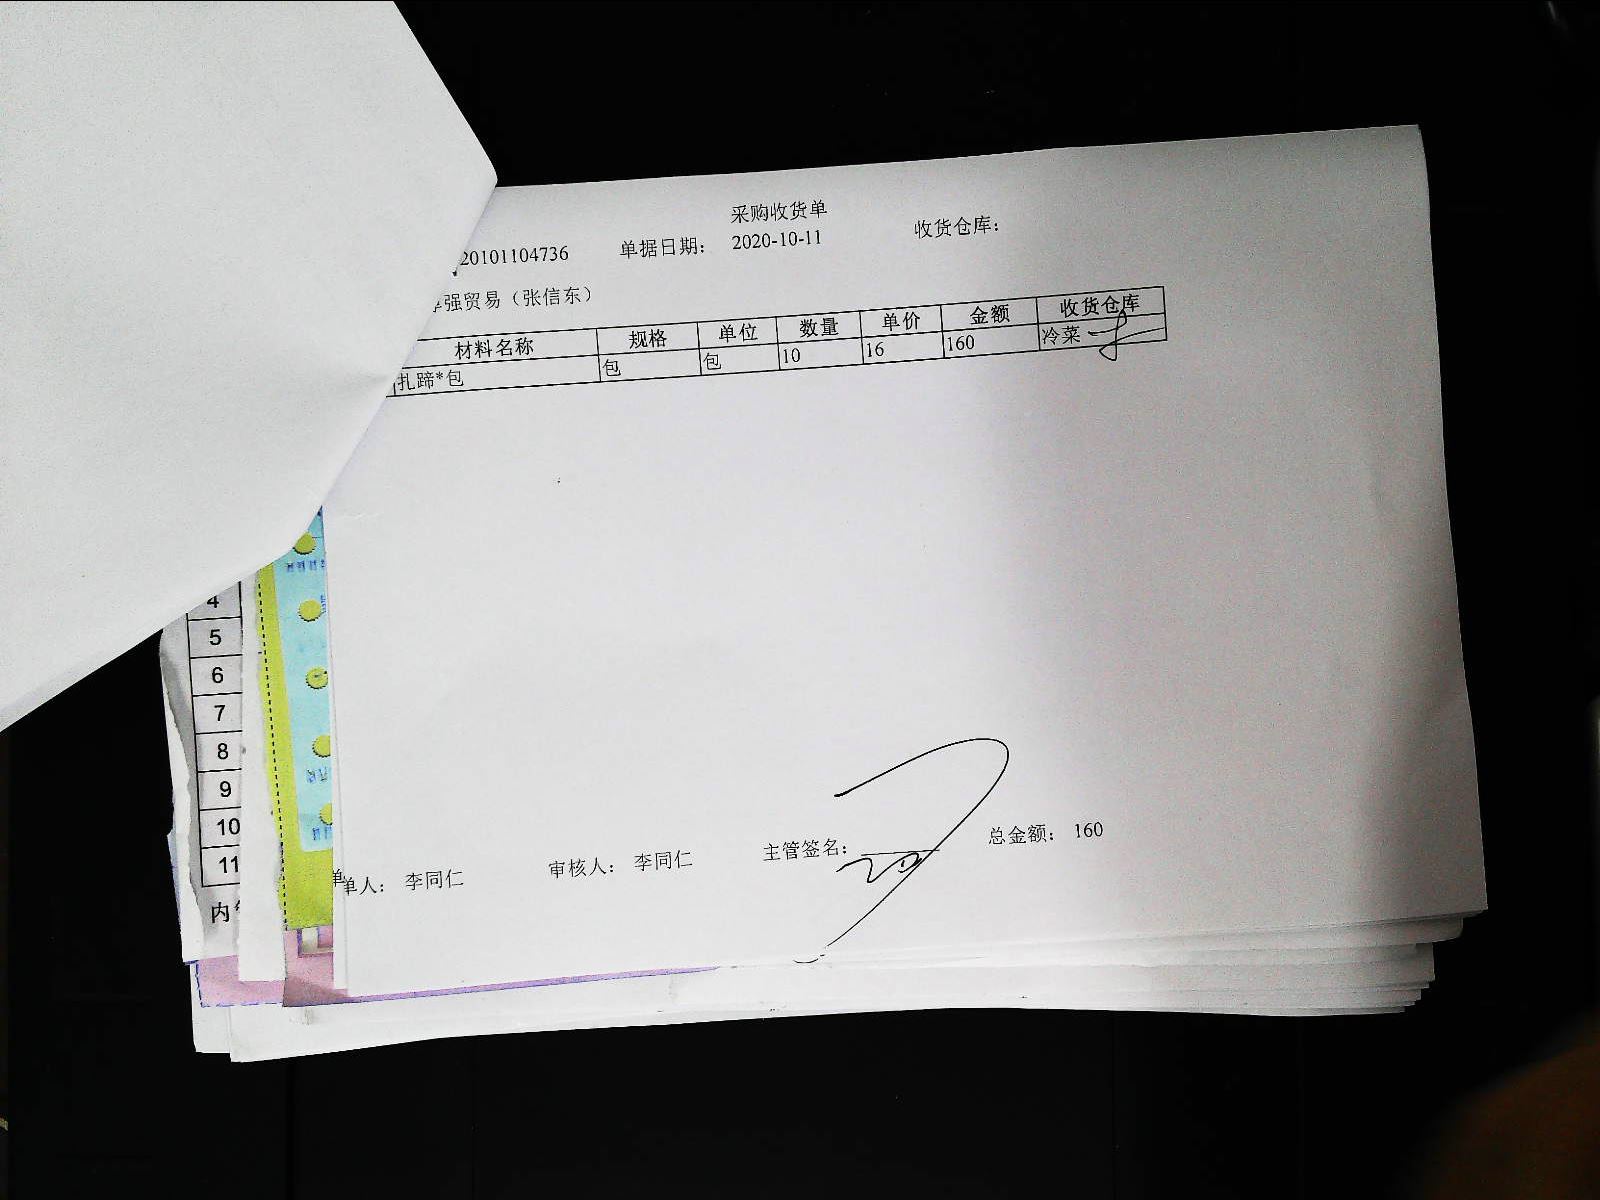 采购收货单
20101104736 单据日期： 2020-10-11 收货仓库：
强贸易（张信东）
材料名称 规格 单位 数量 单价 金额 收货仓库
扎蹄*包 包 包 10 16 160 冷菜
4
5
6
7
8
9
10
11
内
单人： 李同仁 审核人： 李同仁 主管签名： 总金额： 160
单